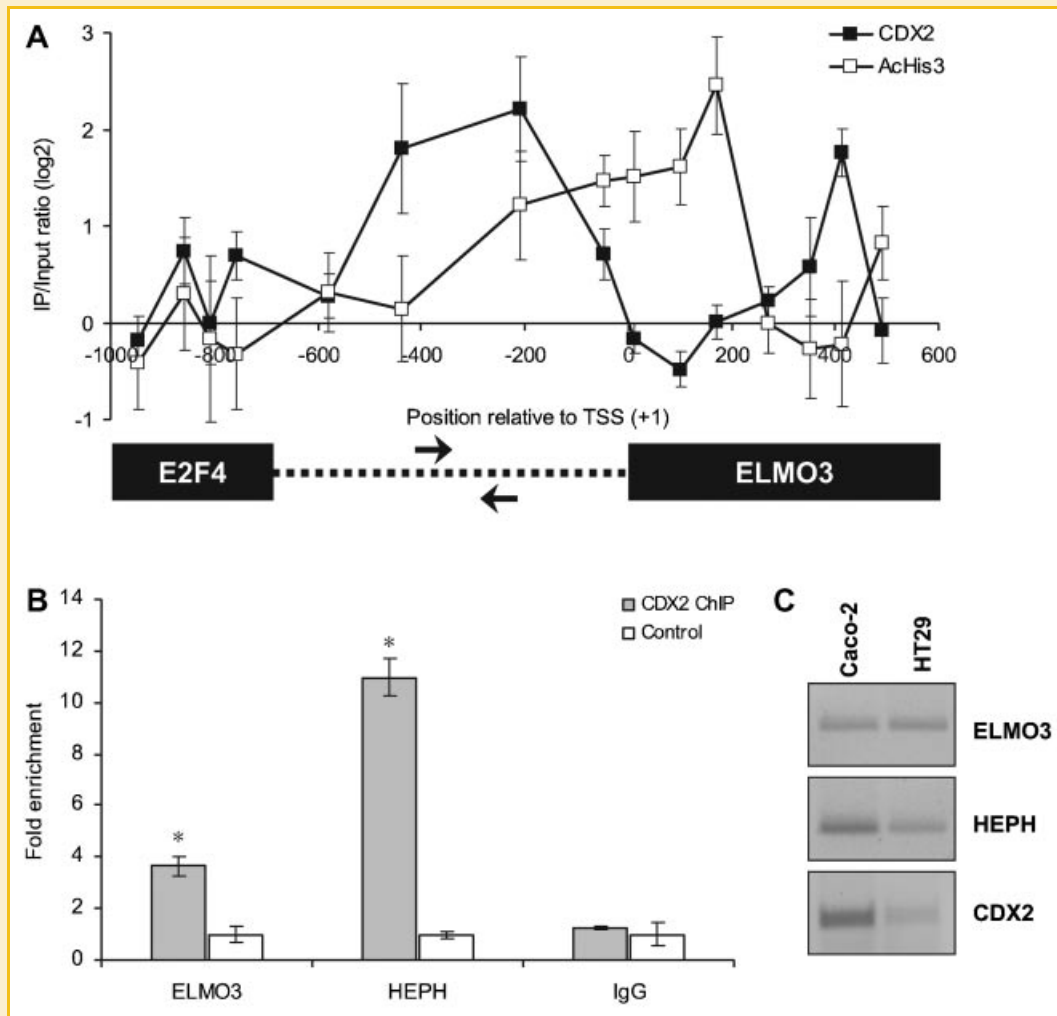 A
CDX2
AcHis3
IP/Input ratio (log2)
3
2
1
0
-1
-1000 -800 -600 -400 -200 0 200 400 600
Position relative to TSS (+1)
E2F4
ELMO3
B
CDX2 ChIP
Control
Fold enrichment
14
12
10
8
6
4
2
0
*
*
ELMO3 HEPH IgG
C
Caco-2
HT29
ELMO3
HEPH
CDX2